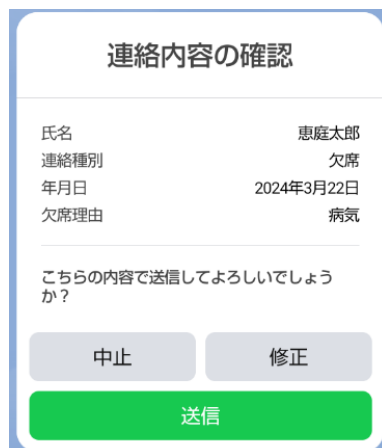 連絡内容の確認
氏名 恵庭太郎
連絡種別 欠席
年月日 2024年3月22日
欠席理由 病気
こちらの内容で送信してよろしいでしょう
か？
中止 修正
送信